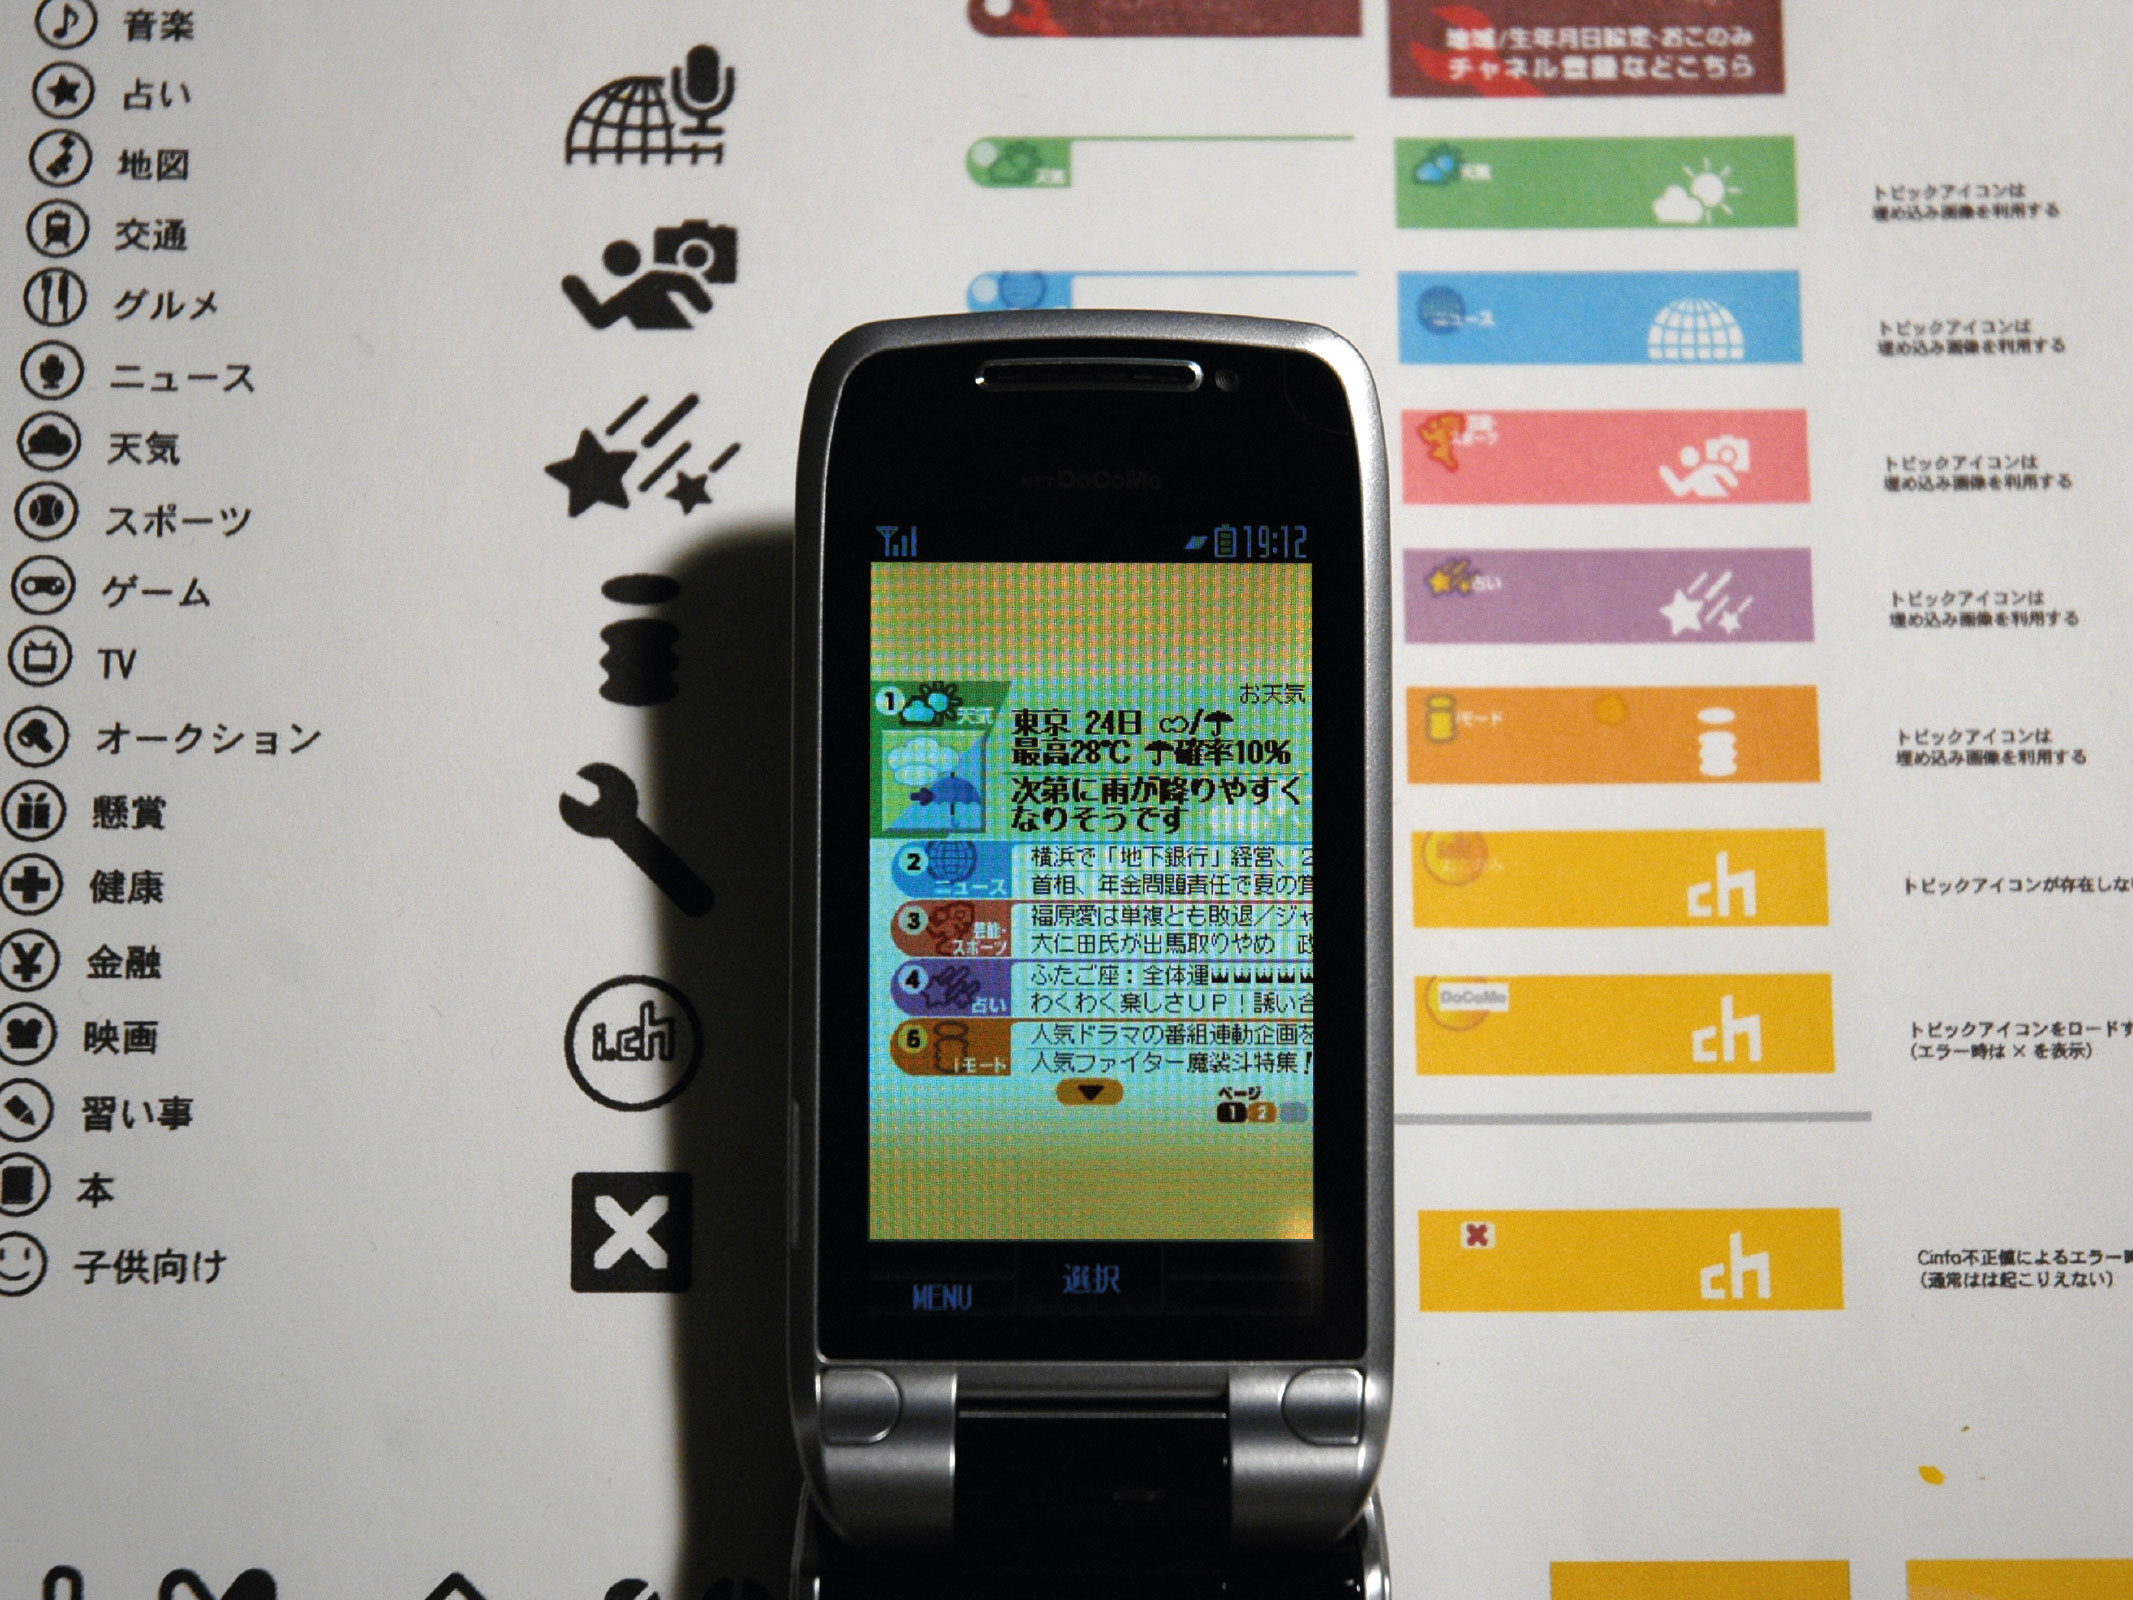 音楽
占い
地図
交通
グルメ
ニュース
天気
スポーツ
ゲーム
TV
オークション
懸賞
健康
金融
映画
習い事
本
子供向け
i.ch
地域/生年月日設定・おこのみ
チャネル登録などこちら
天気
天気
トピックアイコンは
埋め込み画像を利用する
ニュース
トピックアイコンは
埋め込み画像を利用する
スポーツ
トピックアイコンは
埋め込み画像を利用する
占い
トピックアイコンは
埋め込み画像を利用する
iモード
トピックアイコンは
埋め込み画像を利用する
ch
トピックアイコンが存在しな
DoCoMo
ch
トピックアイコンをロードす
(エラー時は × を表示)
ch
Cinfo不正値によるエラー時
(通常はは起こりえない)
NTT DoCoMo
19:12
1
天気
お天気
東京 24日 ∞/☂
最高28℃ ☂確率10%
次第に雨が降りやすく
なりそうです
2
ニュース
横浜で「地下銀行」経営、2
首相、年金問題責任で夏の賞
3
芸能・
スポーツ
福原愛は単複とも敗退／ジャ
大仁田氏が出馬取りやめ 政
4
占い
ふたご座：全体運
わくわく楽しさUP！誘い合
5
iモード
人気ドラマの番組連動企画を
人気ファイター魔裟斗特集！
ページ
1 2
MENU
選択